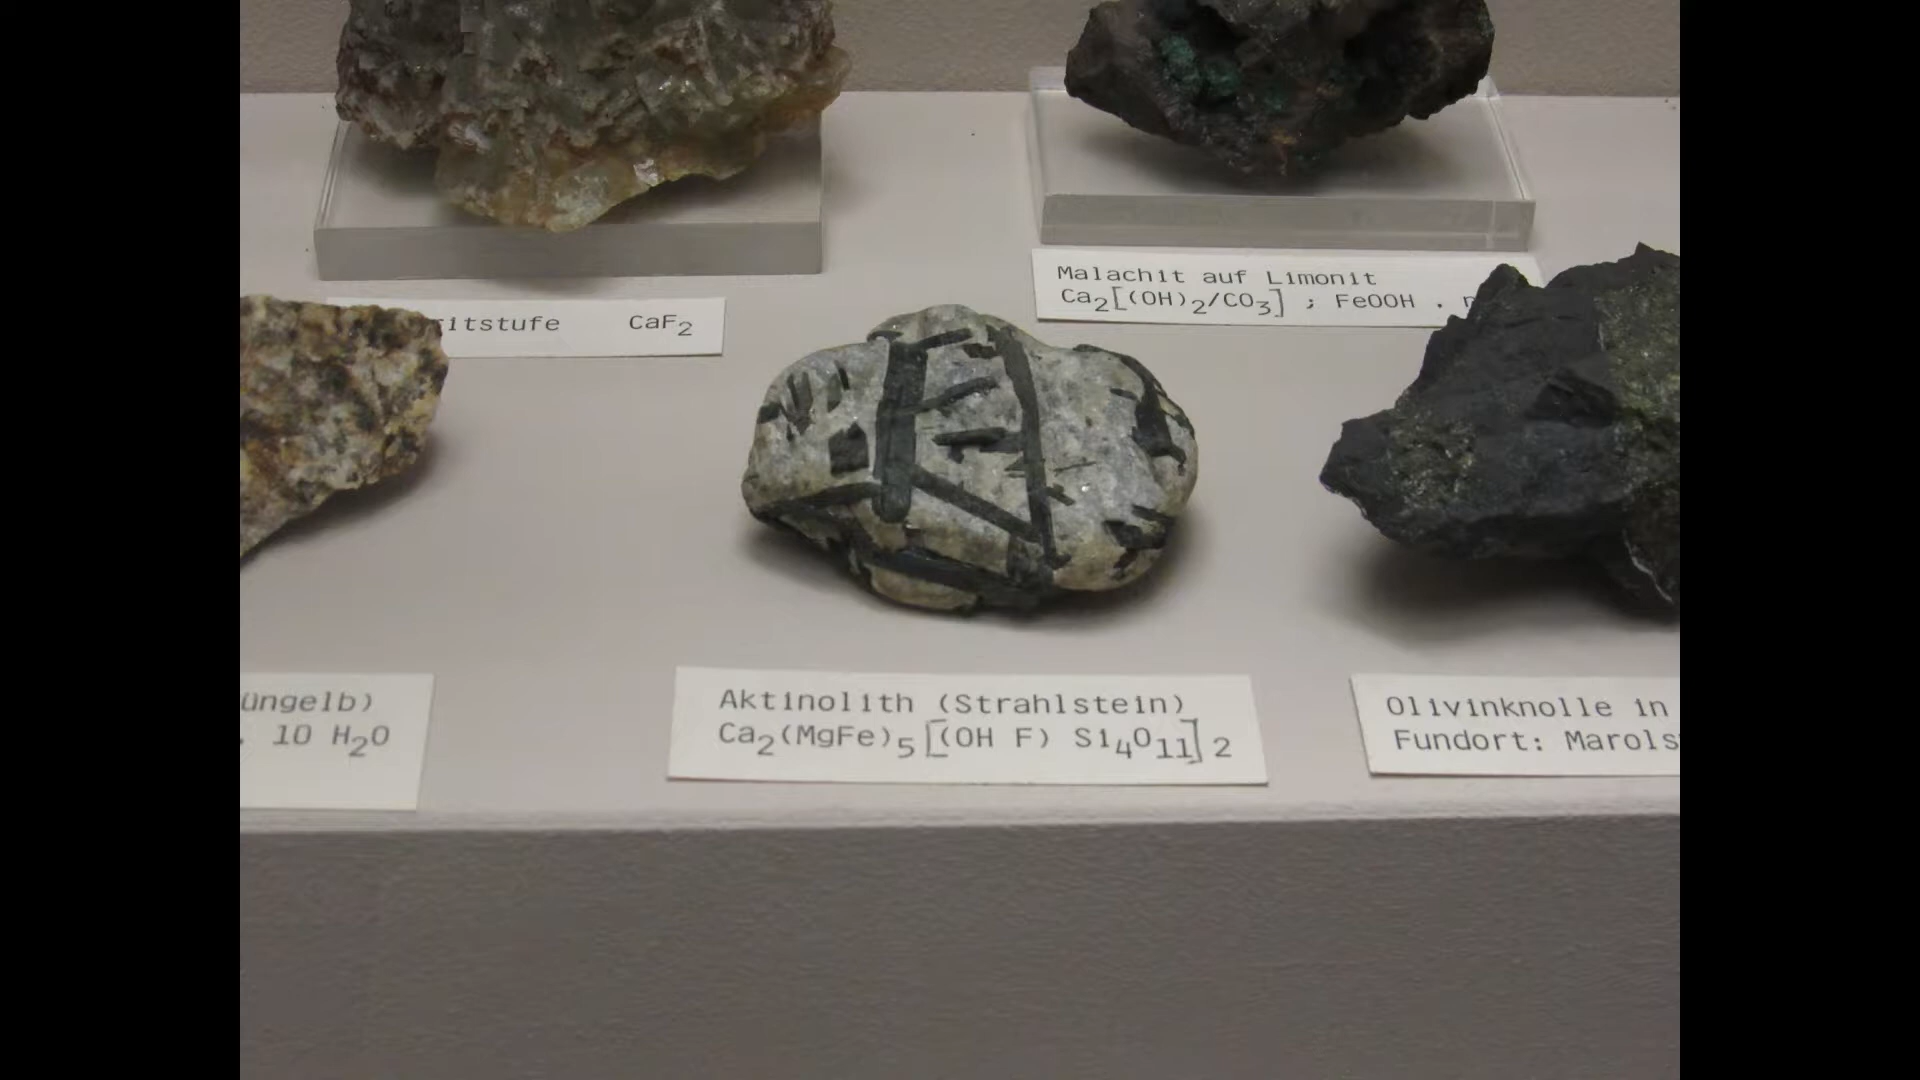 Malachit auf Limonit
Ca2[(OH)2/CO3] ; FeOOH .
ritstufe CaF2
üngelb)
. 10 H2O
Aktinolith (Strahlstein)
Ca2(MgFe)5[(OH F) Si4O11]2
Olivinknolle in
Fundort: Marols